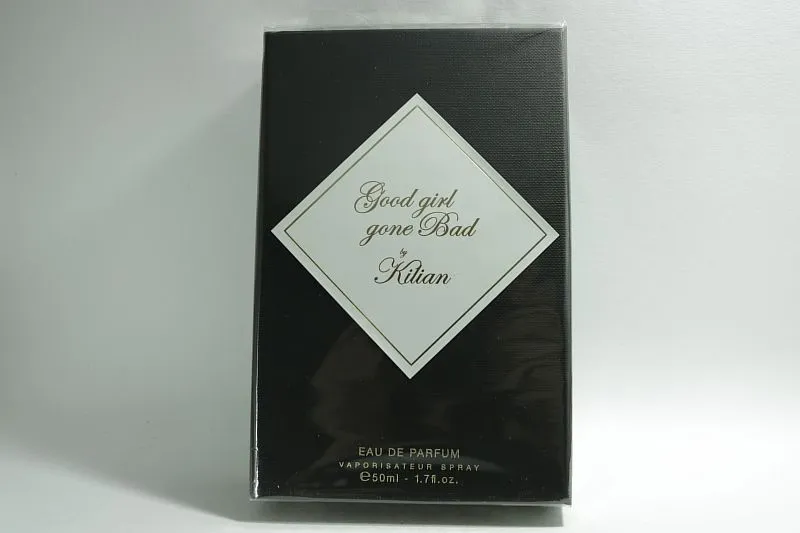 Good girl
gone Bad
by
Kilian
EAU DE PARFUM
VAPORISATEUR SPRAY
℮50ml - 1.7fl.oz.